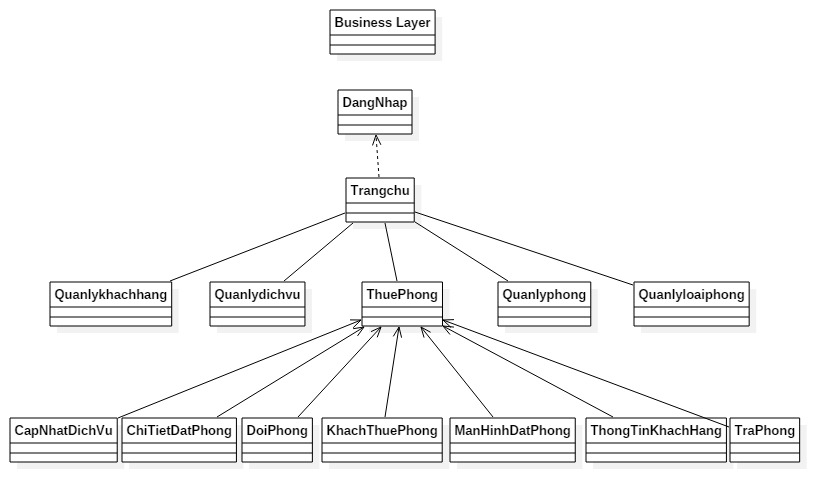 Business Layer
DangNhap
Trangchu
Quanlykhachhang
Quanlydichvu
ThuePhong
Quanlyphong
Quanlyloaiphong
CapNhatDichVu
ChiTietDatPhong
DoiPhong
KhachThuePhong
ManHinhDatPhong
ThongTinKhachHang
TraPhong